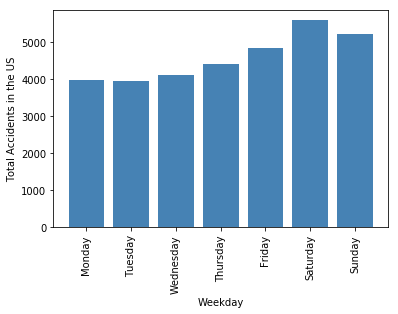 Total Accidents in the US
5000
4000
3000
2000
1000
0
Monday
Tuesday
Wednesday
Thursday
Friday
Saturday
Sunday
Weekday